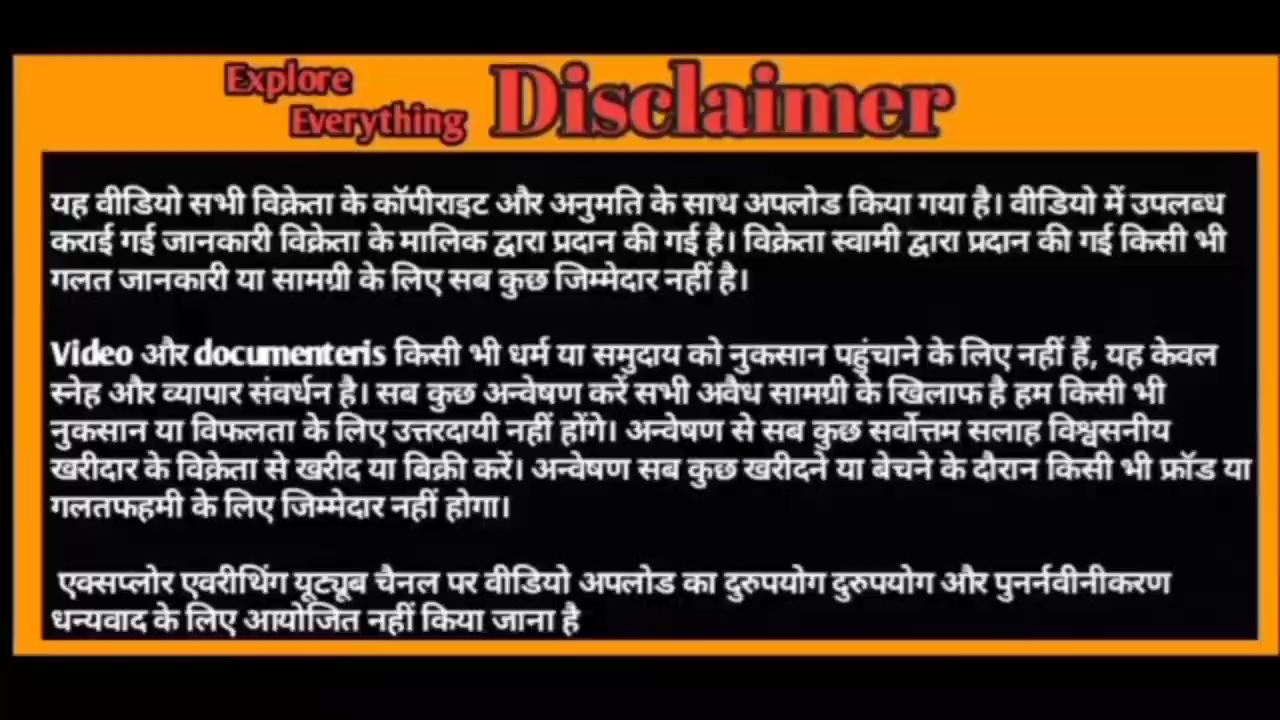 Explore
Everything
Disclaimer
यह वीडियो सभी विक्रेता के कॉपीराइट और अनुमति के साथ अपलोड किया गया है। वीडियो में उपलब्ध
कराई गई जानकारी विक्रेता के मालिक द्वारा प्रदान की गई है। विक्रेता स्वामी द्वारा प्रदान की गई किसी भी
गलत जानकारी या सामग्री के लिए सब कुछ जिम्मेदार नहीं है।
Video और documenteris किसी भी धर्म या समुदाय को नुकसान पहुंचाने के लिए नहीं हैं, यह केवल
स्नेह और व्यापार संवर्धन है। सब कुछ अन्वेषण करें सभी अवैध सामग्री के खिलाफ है हम किसी भी
नुकसान या विफलता के लिए उत्तरदायी नहीं होंगे। अन्वेषण से सब कुछ सर्वोत्तम सलाह विश्वसनीय
खरीदार के विक्रेता से खरीद या बिक्री करें। अन्वेषण सब कुछ खरीदने या बेचने के दौरान किसी भी फ्रॉड या
गलतफहमी के लिए जिम्मेदार नहीं होगा।
एक्सप्लोर एवरीथिंग यूट्यूब चैनल पर वीडियो अपलोड का दुरुपयोग दुरुपयोग और पुनर्नवीनीकरण
धन्यवाद के लिए आयोजित नहीं किया जाना है